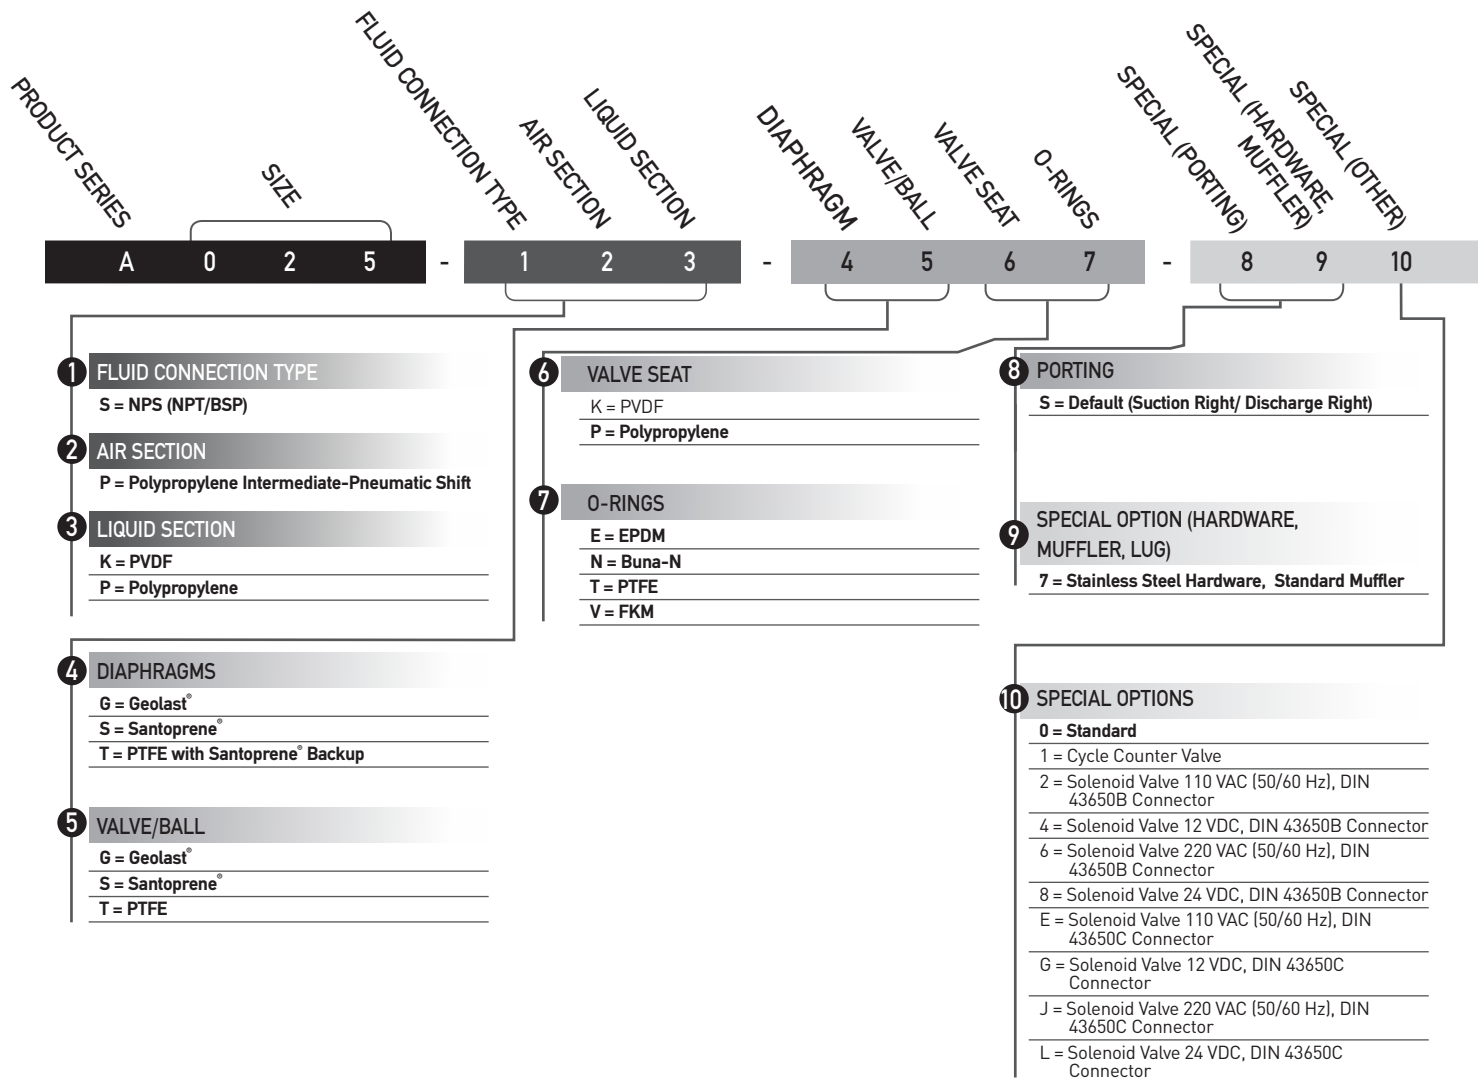 PRODUCT SERIES
SIZE
FLUID CONNECTION TYPE
AIR SECTION
LIQUID SECTION
DIAPHRAGM
VALVE/BALL
VALVE SEAT
O-RINGS
SPECIAL (PORTING)
SPECIAL (HARDWARE,
MUFFLER)
SPECIAL (OTHER)
A 0 2 5 - 1 2 3 - 4 5 6 7 - 8 9 10
1 FLUID CONNECTION TYPE
S = NPS (NPT/BSP)
2 AIR SECTION
P = Polypropylene Intermediate-Pneumatic Shift
3 LIQUID SECTION
K = PVDF
P = Polypropylene
4 DIAPHRAGMS
G = Geolast®
S = Santoprene®
T = PTFE with Santoprene® Backup
5 VALVE/BALL
G = Geolast®
S = Santoprene®
T = PTFE
6 VALVE SEAT
K = PVDF
P = Polypropylene
7 O-RINGS
E = EPDM
N = Buna-N
T = PTFE
V = FKM
8 PORTING
S = Default (Suction Right/ Discharge Right)
9 SPECIAL OPTION (HARDWARE,
MUFFLER, LUG)
7 = Stainless Steel Hardware, Standard Muffler
10 SPECIAL OPTIONS
0 = Standard
1 = Cycle Counter Valve
2 = Solenoid Valve 110 VAC (50/60 Hz), DIN
43650B Connector
4 = Solenoid Valve 12 VDC, DIN 43650B Connector
6 = Solenoid Valve 220 VAC (50/60 Hz), DIN
43650B Connector
8 = Solenoid Valve 24 VDC, DIN 43650B Connector
E = Solenoid Valve 110 VAC (50/60 Hz), DIN
43650C Connector
G = Solenoid Valve 12 VDC, DIN 43650C
Connector
J = Solenoid Valve 220 VAC (50/60 Hz), DIN
43650C Connector
L = Solenoid Valve 24 VDC, DIN 43650C
Connector